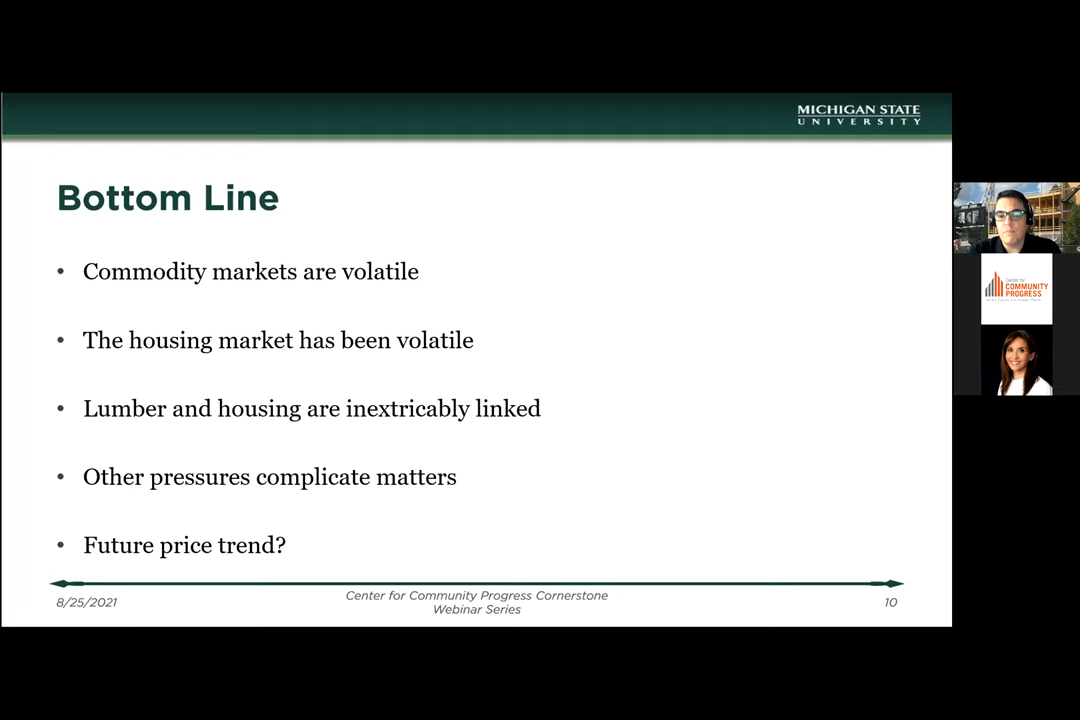 MICHIGAN STATE
UNIVERSITY
Bottom Line
• Commodity markets are volatile
• The housing market has been volatile
• Lumber and housing are inextricably linked
• Other pressures complicate matters
• Future price trend?
8/25/2021
Center for Community Progress Cornerstone
Webinar Series
10
Center for
COMMUNITY
PROGRESS